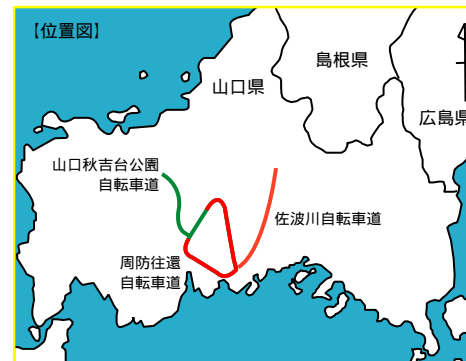 【位置図】
島根県
山口県
広島県
山口秋吉台公園
自転車道
佐波川自転車道
周防往還
自転車道